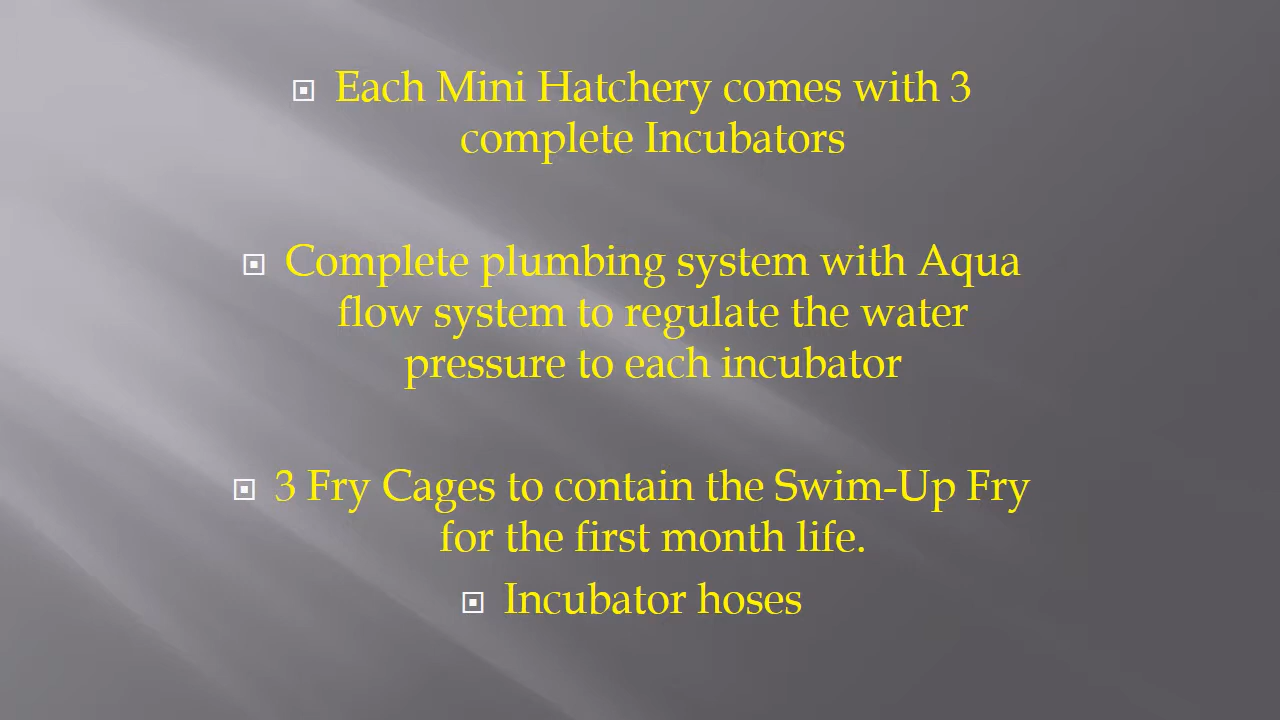 Each Mini Hatchery comes with 3
complete Incubators
Complete plumbing system with Aqua
flow system to regulate the water
pressure to each incubator
3 Fry Cages to contain the Swim-Up Fry
for the first month life.
Incubator hoses